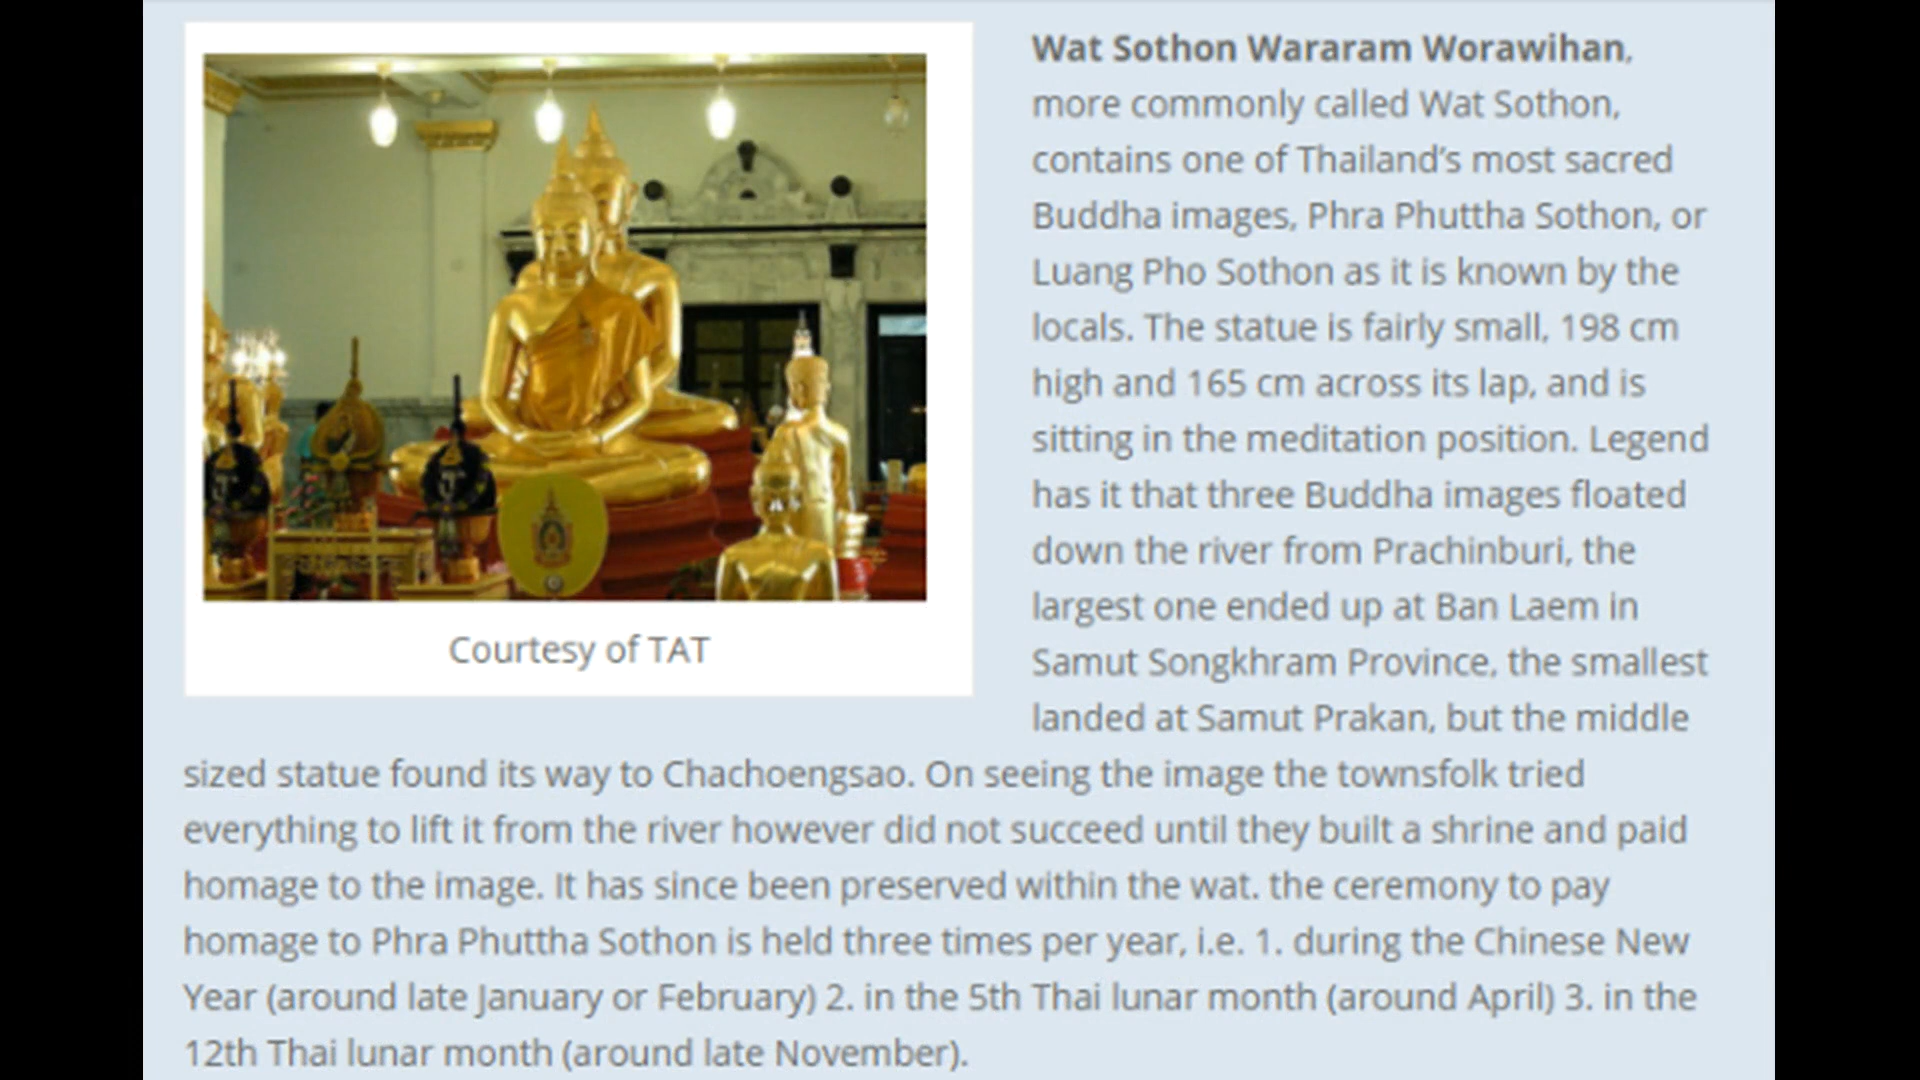 Wat Sothon Wararam Worawihan,
more commonly called Wat Sothon,
contains one of Thailand’s most sacred
Buddha images, Phra Phuttha Sothon, or
Luang Pho Sothon as it is known by the
locals. The statue is fairly small, 198 cm
high and 165 cm across its lap, and is
sitting in the meditation position. Legend
has it that three Buddha images floated
down the river from Prachinburi, the
largest one ended up at Ban Laem in
Samut Songkhram Province, the smallest
landed at Samut Prakan, but the middle
Courtesy of TAT
sized statue found its way to Chachoengsao. On seeing the image the townsfolk tried
everything to lift it from the river however did not succeed until they built a shrine and paid
homage to the image. It has since been preserved within the wat. the ceremony to pay
homage to Phra Phuttha Sothon is held three times per year, i.e. 1. during the Chinese New
Year (around late January or February) 2. in the 5th Thai lunar month (around April) 3. in the
12th Thai lunar month (around late November).